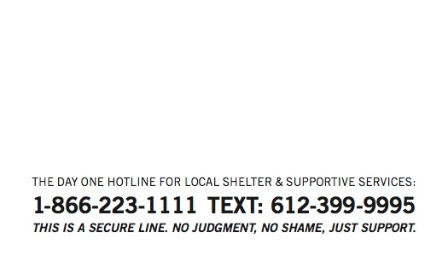 THE DAY ONE HOTLINE FOR LOCAL SHELTER & SUPPORTIVE SERVICES:
1-866-223-1111 TEXT: 612-399-9995
THIS IS A SECURE LINE. NO JUDGMENT, NO SHAME, JUST SUPPORT.